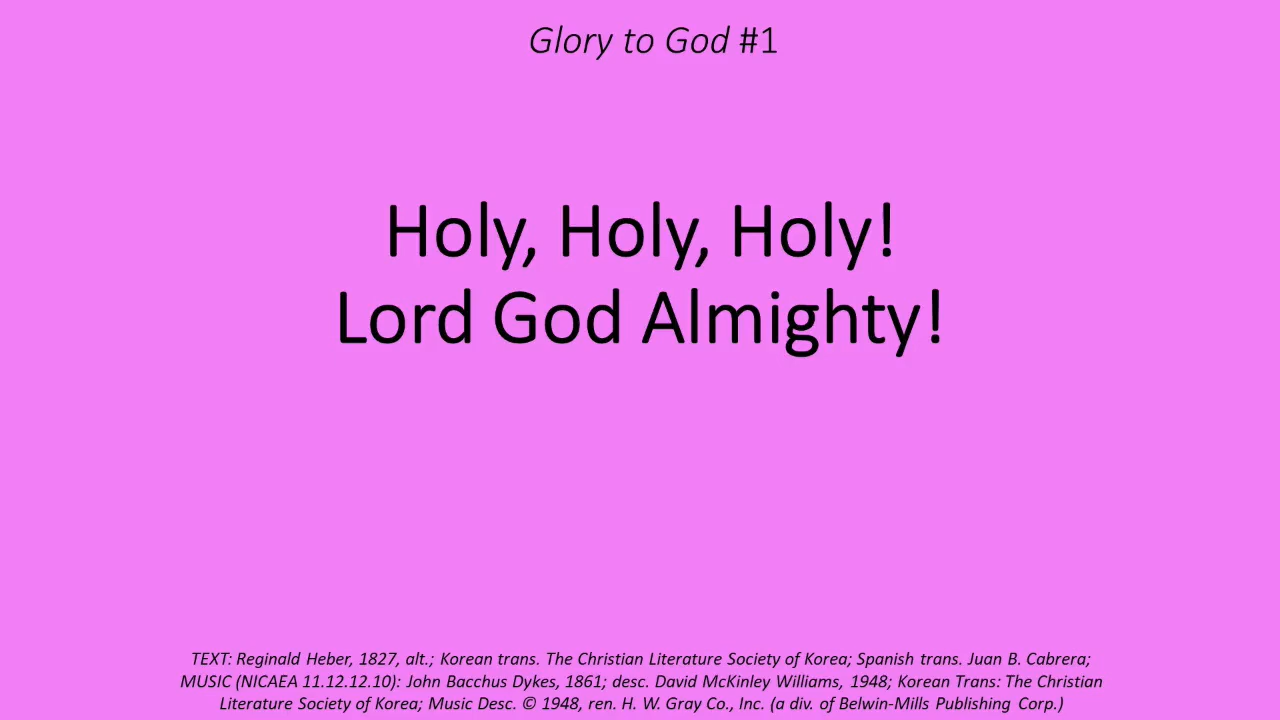 Glory to God #1
Holy, Holy, Holy!
Lord God Almighty!
TEXT: Reginald Heber, 1827, alt.; Korean trans. The Christian Literature Society of Korea; Spanish trans. Juan B. Cabrera;
MUSIC (NICAEA 11.12.12.10): John Bacchus Dykes, 1861; desc. David McKinley Williams, 1948; Korean Trans: The Christian
Literature Society of Korea; Music Desc. © 1948, ren. H. W. Gray Co., Inc. (a div. of Belwin-Mills Publishing Corp.)